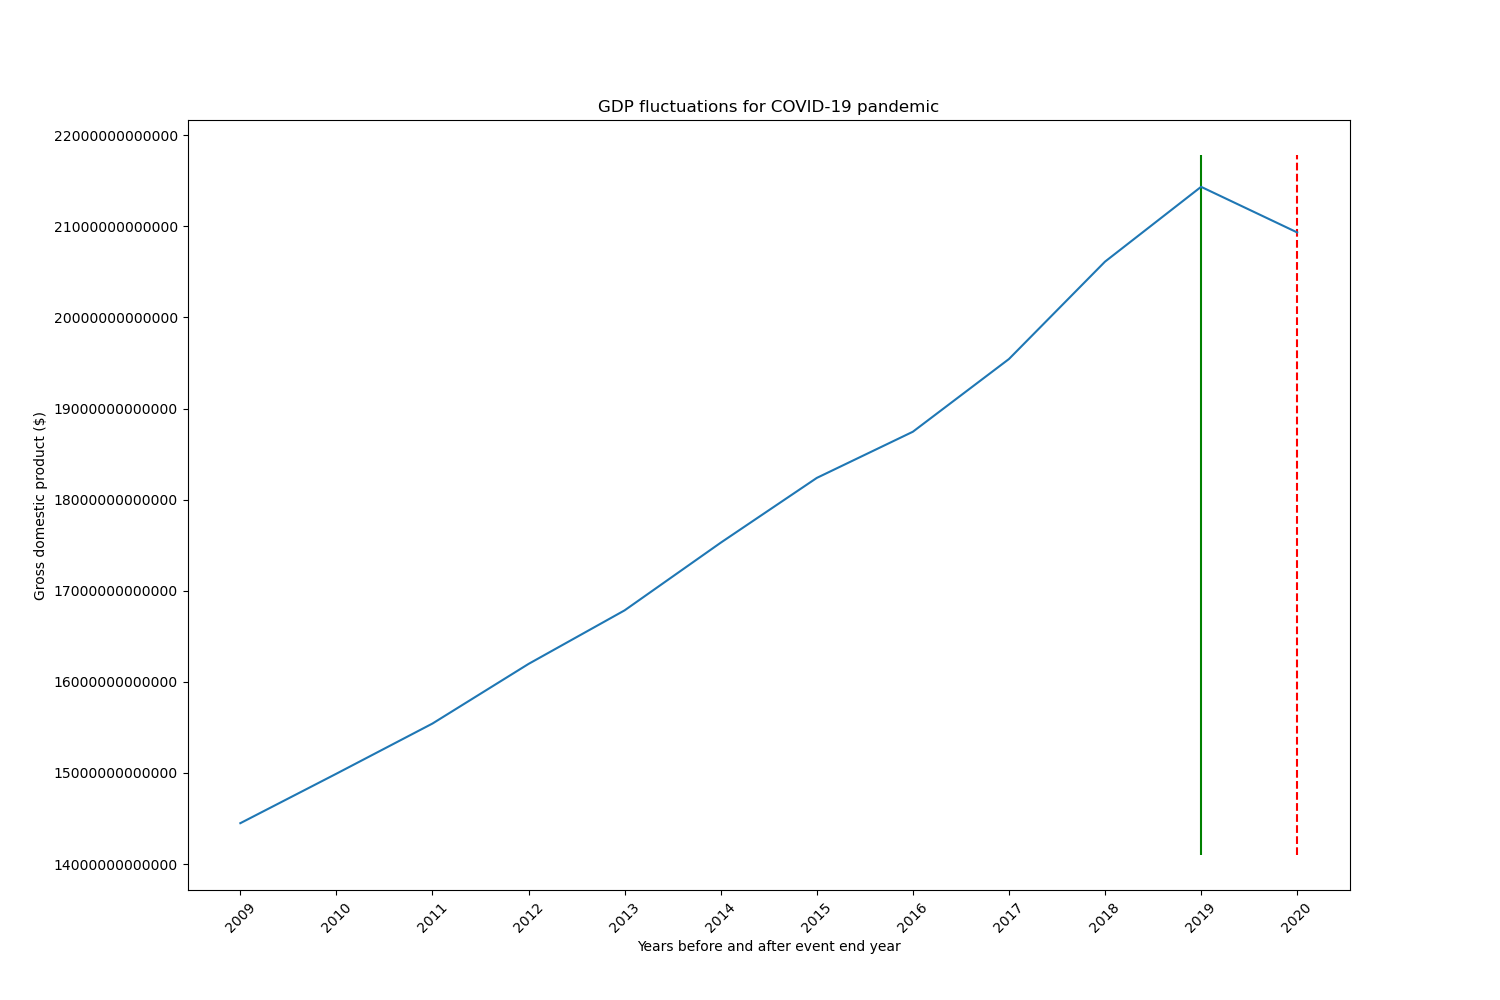 GDP fluctuations for COVID-19 pandemic
22000000000000
21000000000000
20000000000000
19000000000000
18000000000000
17000000000000
16000000000000
15000000000000
14000000000000
Gross domestic product ($)
2009 2010 2011 2012 2013 2014 2015 2016 2017 2018 2019 2020
Years before and after event end year